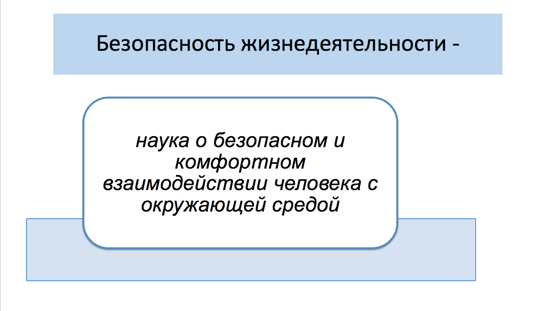 Безопасность жизнедеятельности -
наука о безопасном и
комфортном
взаимодействии человека с
окружающей средой